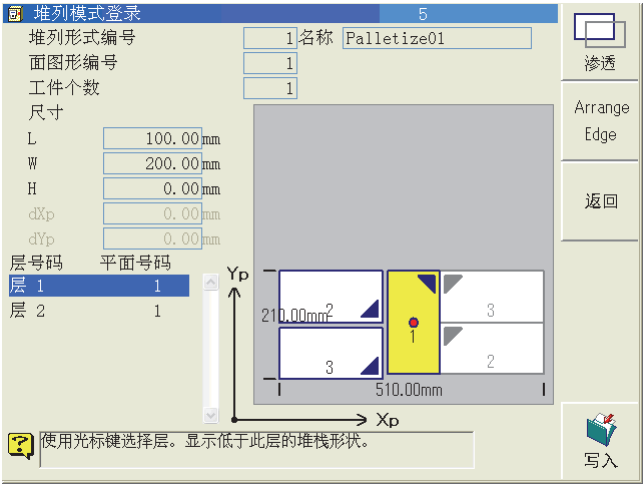 堆列模式登录 5
堆列形式编号 1 名称 Palletize01
面图形编号 1
工件个数 1
尺寸
L 100.00 mm
W 200.00 mm
H 0.00 mm
dXp 0.00 mm
dYp 0.00 mm
层号码 平面号码
层 1 1
层 2 1
Yp
210.00mm
2
3
1
3
2
510.00mm
Xp
使用光标键选择层。显示低于此层的堆栈形状。
渗透
Arrange
Edge
返回
写入